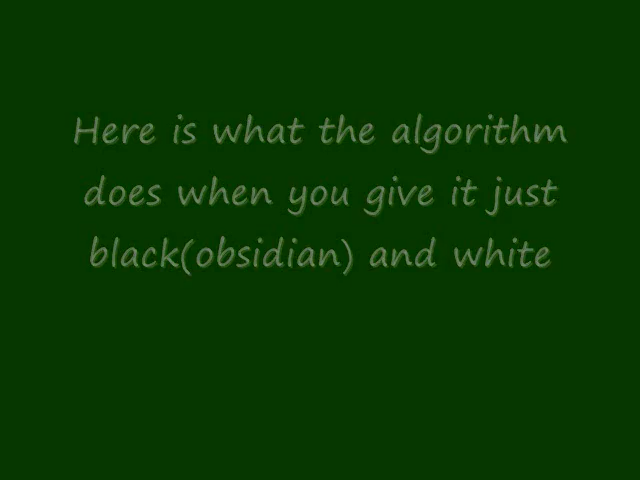 Here is what the algorithm
does when you give it just
black(obsidian) and white